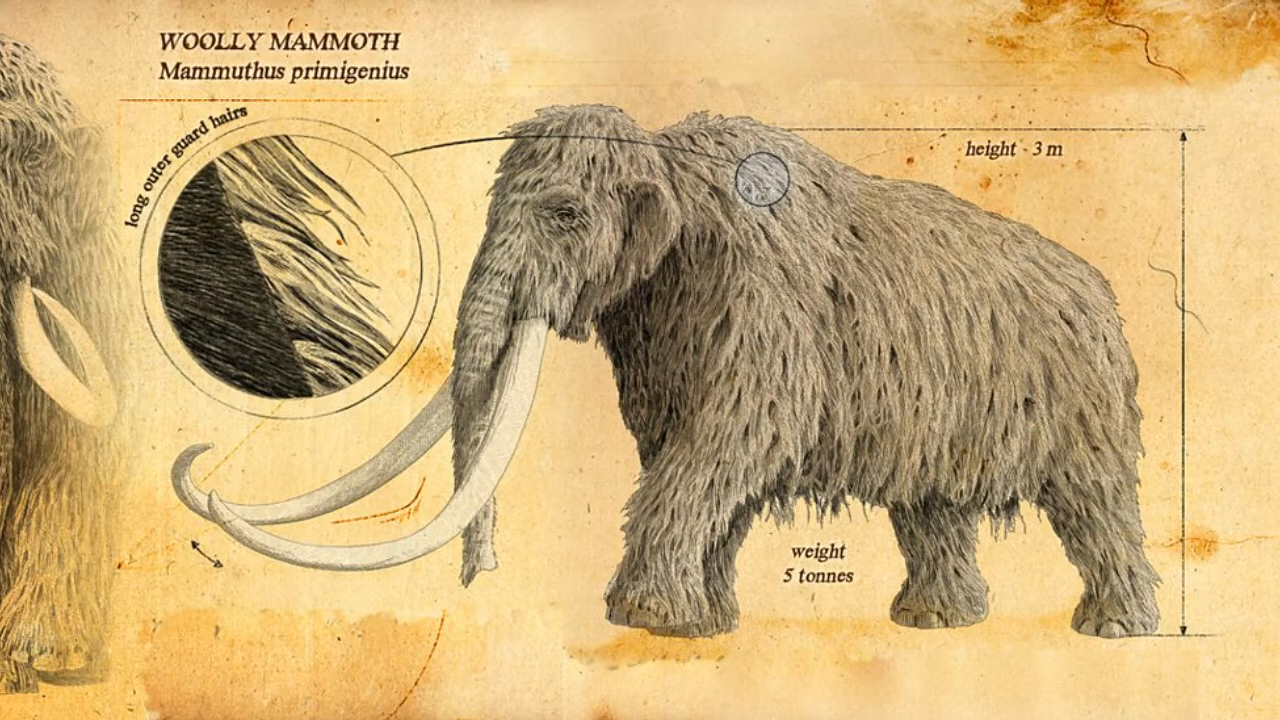 WOOLLY MAMMOTH
Mammuthus primigenius
long outer guard hairs
height - 3 m
weight
5 tonnes